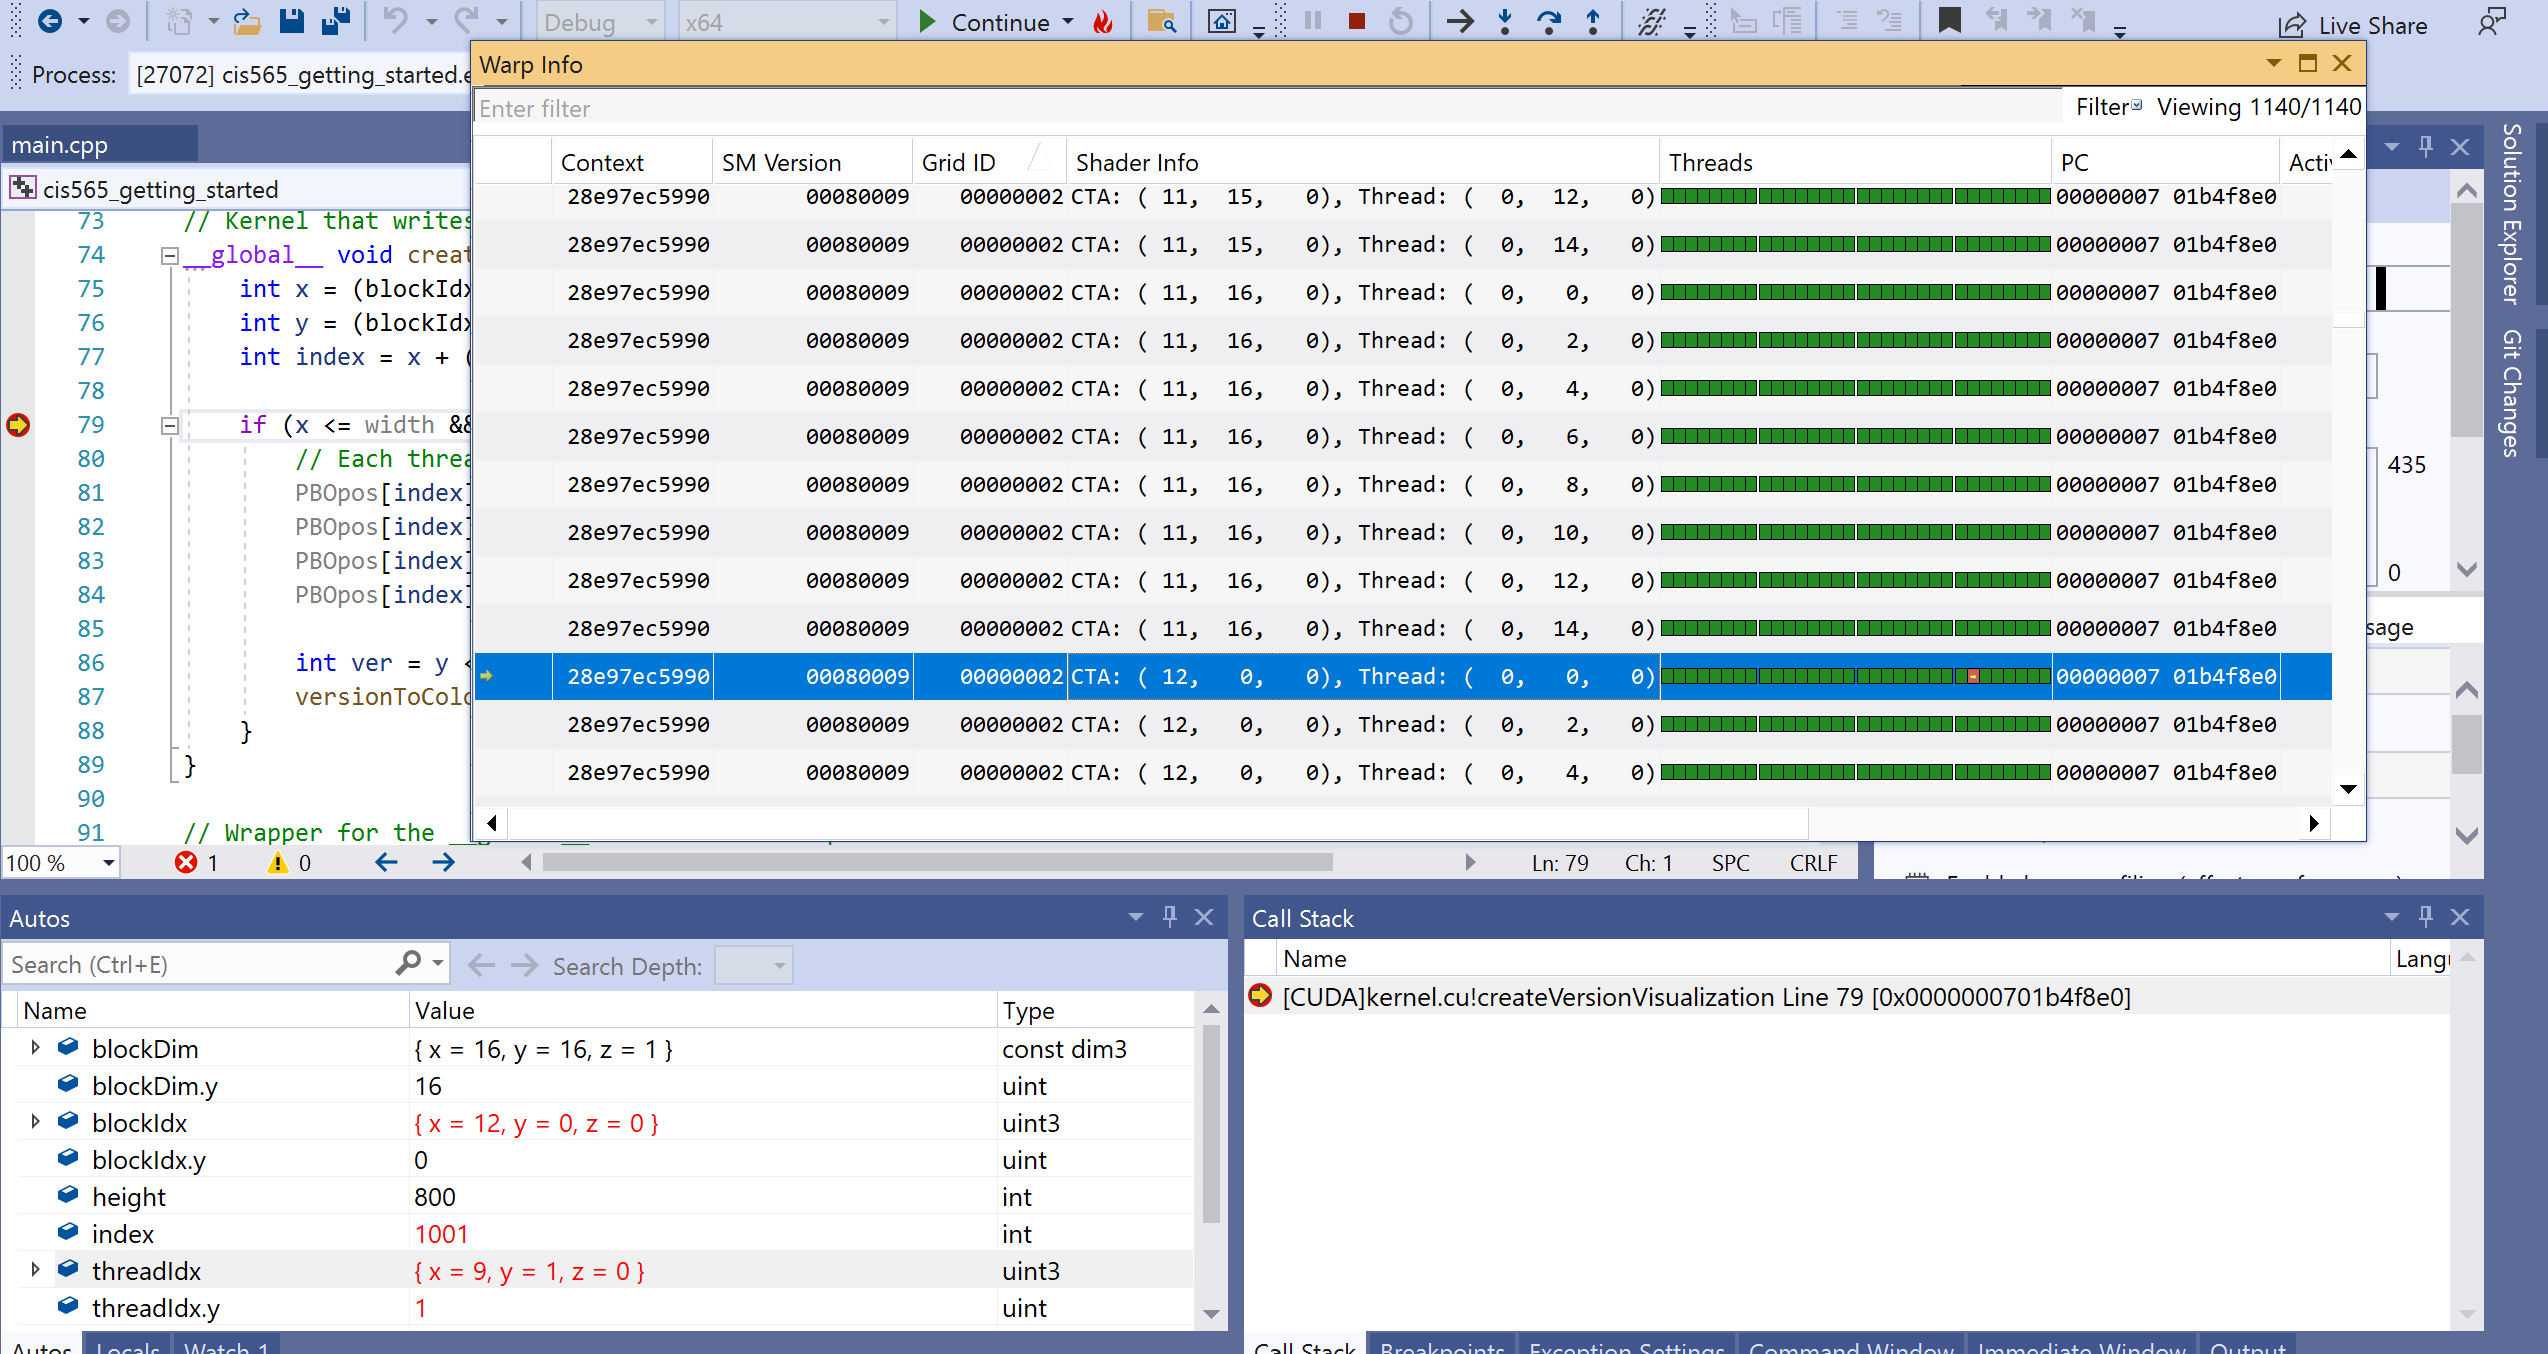 Debug x64 Continue Live Share
Process: [27072] cis565_getting_started.e
Warp Info
Enter filter Filter Viewing 1140/1140
main.cpp
cis565_getting_started
Context SM Version Grid ID Shader Info Threads PC Activ
28e97ec5990 00080009 00000002 CTA: ( 11, 15, 0), Thread: ( 0, 12, 0) 00000007 01b4f8e0
28e97ec5990 00080009 00000002 CTA: ( 11, 15, 0), Thread: ( 0, 14, 0) 00000007 01b4f8e0
28e97ec5990 00080009 00000002 CTA: ( 11, 16, 0), Thread: ( 0, 0, 0) 00000007 01b4f8e0
28e97ec5990 00080009 00000002 CTA: ( 11, 16, 0), Thread: ( 0, 2, 0) 00000007 01b4f8e0
28e97ec5990 00080009 00000002 CTA: ( 11, 16, 0), Thread: ( 0, 4, 0) 00000007 01b4f8e0
28e97ec5990 00080009 00000002 CTA: ( 11, 16, 0), Thread: ( 0, 6, 0) 00000007 01b4f8e0
28e97ec5990 00080009 00000002 CTA: ( 11, 16, 0), Thread: ( 0, 8, 0) 00000007 01b4f8e0
28e97ec5990 00080009 00000002 CTA: ( 11, 16, 0), Thread: ( 0, 10, 0) 00000007 01b4f8e0
28e97ec5990 00080009 00000002 CTA: ( 11, 16, 0), Thread: ( 0, 12, 0) 00000007 01b4f8e0
28e97ec5990 00080009 00000002 CTA: ( 11, 16, 0), Thread: ( 0, 14, 0) 00000007 01b4f8e0
28e97ec5990 00080009 00000002 CTA: ( 12, 0, 0), Thread: ( 0, 0, 0) 00000007 01b4f8e0
28e97ec5990 00080009 00000002 CTA: ( 12, 0, 0), Thread: ( 0, 2, 0) 00000007 01b4f8e0
28e97ec5990 00080009 00000002 CTA: ( 12, 0, 0), Thread: ( 0, 4, 0) 00000007 01b4f8e0
73 // Kernel that writes
74 __global__ void creat
75 int x = (blockIdx
76 int y = (blockIdx
77 int index = x + (
78
79 if (x <= width &&
80 // Each threa
81 PBOpos[index]
82 PBOpos[index]
83 PBOpos[index]
84 PBOpos[index]
85
86 int ver = y <
87 versionToColo
88 }
89 }
90
91 // Wrapper for the
435
0
sage
Solution Explorer
Git Changes
100 % 1 0 Ln: 79 Ch: 1 SPC CRLF
Autos
Search (Ctrl+E) Search Depth:
Name Value Type
blockDim { x = 16, y = 16, z = 1 } const dim3
blockDim.y 16 uint
blockIdx { x = 12, y = 0, z = 0 } uint3
blockIdx.y 0 uint
height 800 int
index 1001 int
threadIdx { x = 9, y = 1, z = 0 } uint3
threadIdx.y 1 uint
Autos Locals Watch 1
Call Stack
Name Langu
[CUDA]kernel.cu!createVersionVisualization Line 79 [0x0000000701b4f8e0]
Call Stack Breakpoints Exception Settings Command Window Immediate Window Output